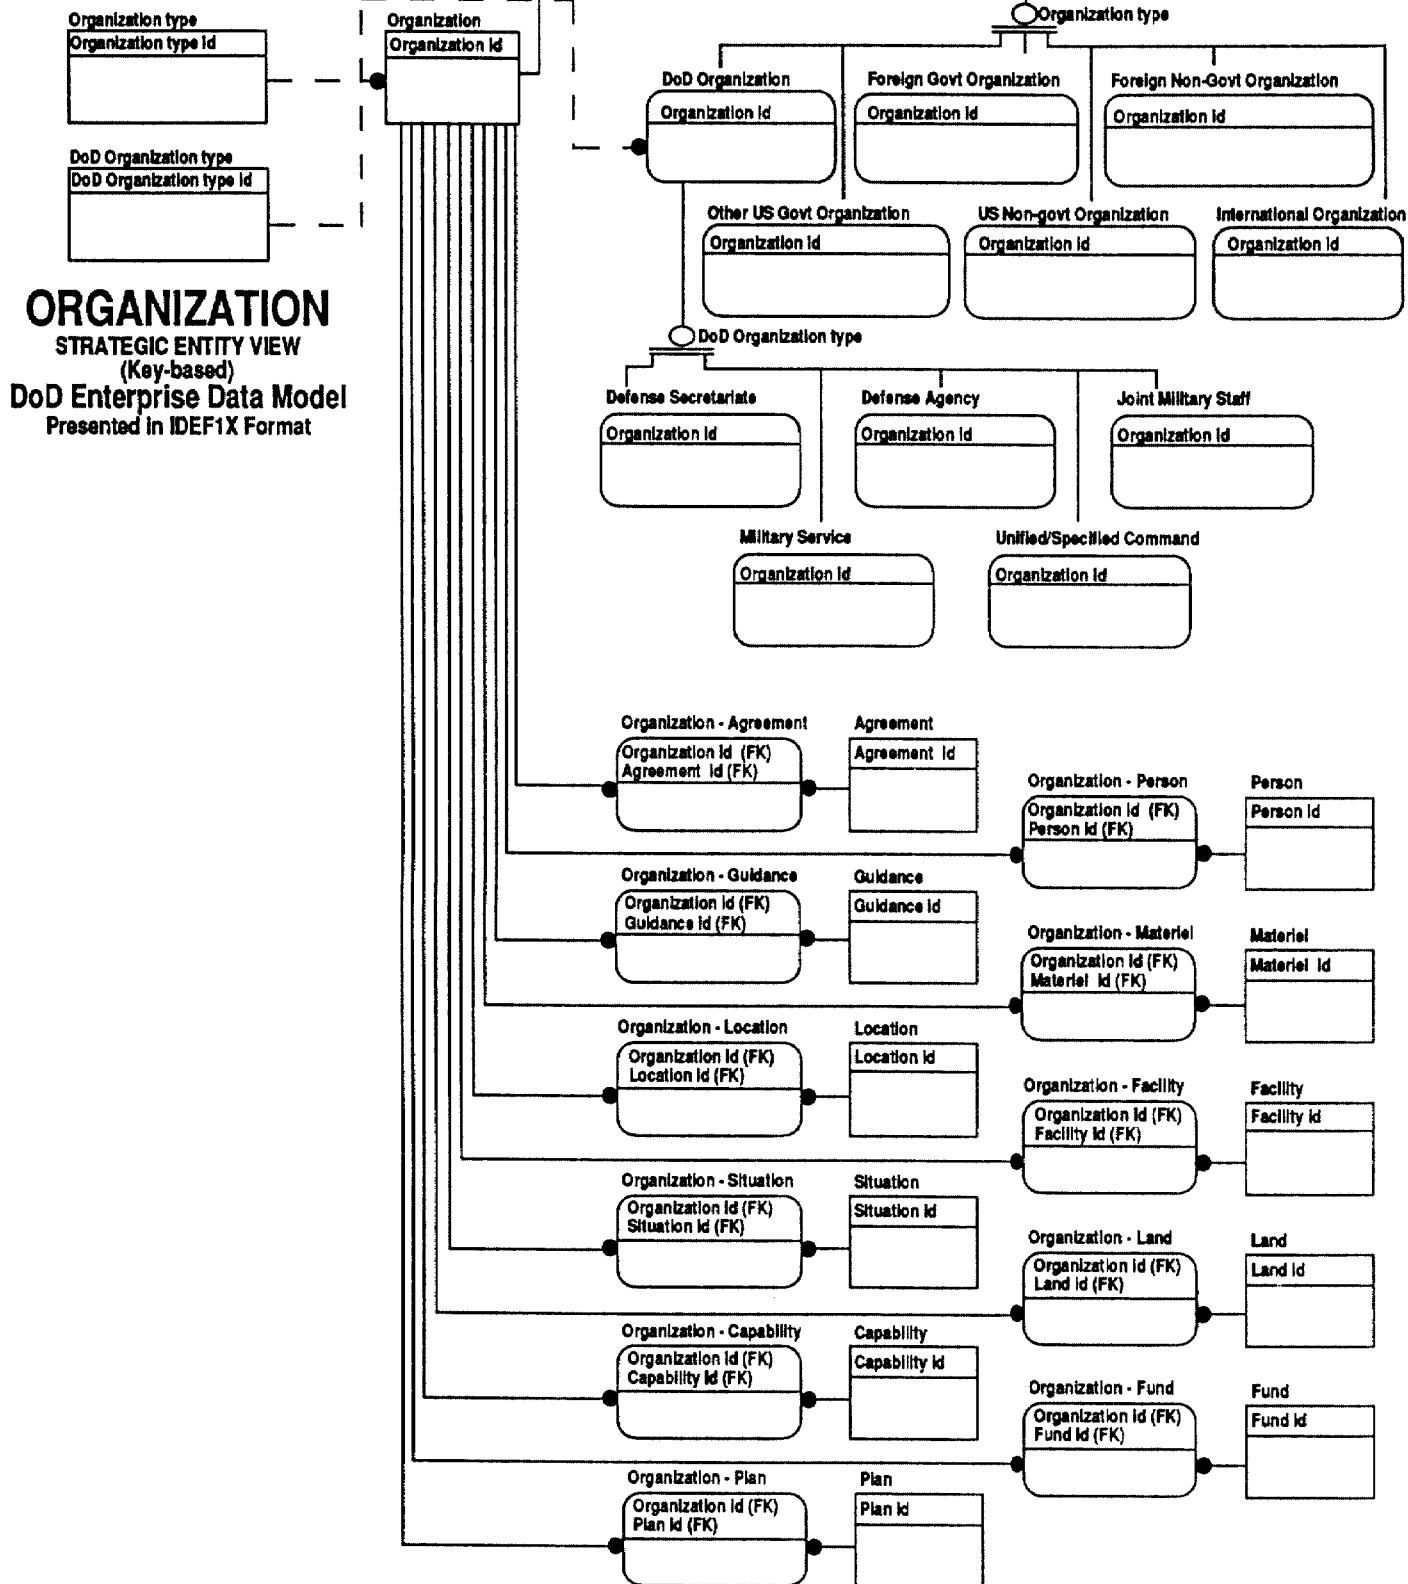 Organization type
Organization type id
Organization
Organization id
Organization type
DoD Organization
Organization id
Foreign Govt Organization
Organization id
Foreign Non-Govt Organization
Organization id
DoD Organization type
DoD Organization type id
Other US Govt Organization
Organization id
US Non-govt Organization
Organization id
International Organization
Organization id
ORGANIZATION
STRATEGIC ENTITY VIEW
(Key-based)
DoD Enterprise Data Model
Presented in IDEF1X Format
DoD Organization type
Defense Secretariate
Organization id
Defense Agency
Organization id
Joint Military Staff
Organization id
Military Service
Organization id
Unified/Specified Command
Organization id
Organization - Agreement
Organization id (FK)
Agreement id (FK)
Agreement
Agreement id
Organization - Person
Organization id (FK)
Person id (FK)
Person
Person id
Organization - Guidance
Organization id (FK)
Guidance id (FK)
Guidance
Guidance id
Organization - Materiel
Organization id (FK)
Materiel id (FK)
Materiel
Materiel id
Organization - Location
Organization id (FK)
Location id (FK)
Location
Location id
Organization - Facility
Organization id (FK)
Facility id (FK)
Facility
Facility id
Organization - Situation
Organization id (FK)
Situation id (FK)
Situation
Situation id
Organization - Land
Organization id (FK)
Land id (FK)
Land
Land id
Organization - Capability
Organization id (FK)
Capability id (FK)
Capability
Capability id
Organization - Fund
Organization id (FK)
Fund id (FK)
Fund
Fund id
Organization - Plan
Organization id (FK)
Plan id (FK)
Plan
Plan id